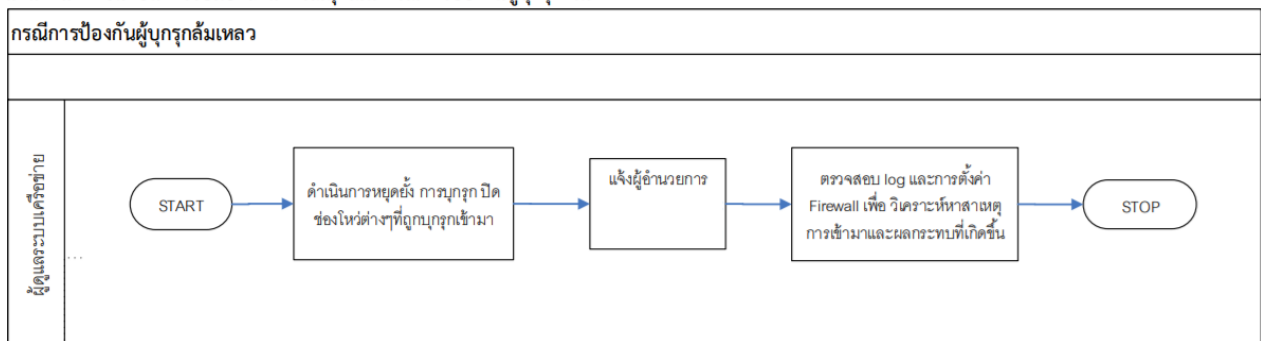 กรณีการป้องกันผู้บุกรุกล้มเหลว
ผู้ดูแลระบบเครือข่าย
START
ดำเนินการหยุดยั้ง การบุกรุก ปิด
ช่องโหว่ต่างๆที่ถูกบุกรุกเข้ามา
แจ้งผู้อำนวยการ
ตรวจสอบ log และการตั้งค่า
Firewall เพื่อ วิเคราะห์หาสาเหตุ
การเข้ามาและผลกระทบที่เกิดขึ้น
STOP
...